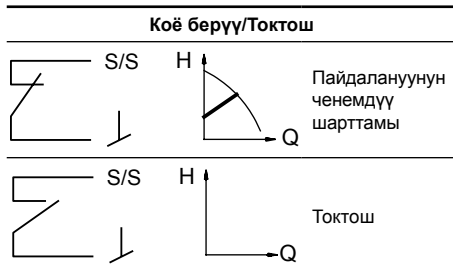 Коё берүү/Токтош
S/S
H
Q
Пайдалануунун
ченемдүү
шарттамы
S/S
H
Q
Токтош